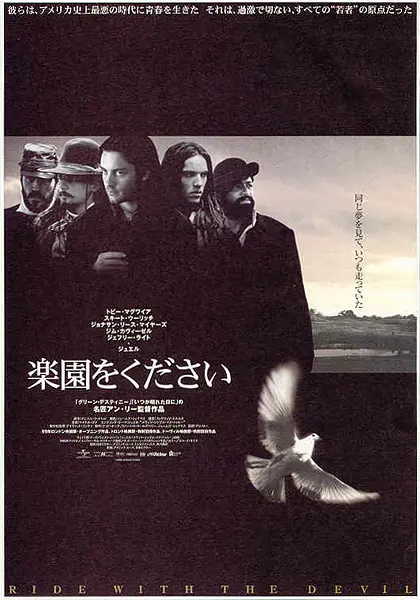 彼らは、アメリカ史上最悪の時代に青春を生きた それは、過激で切ない、すべての“若者”の原点だった
同じ夢を見て、いつも走っていた
トビー・マグワイア
スキート・ウーリッチ
ジョナサン・リース・マイヤーズ
ジム・カヴィーゼル
ジェフリー・ライト
・
ジュエル
楽園をください
「グリーン・デスティニー」「いつか晴れた日に」の
名匠アン・リー監督作品
RIDE WITH THE DEVIL